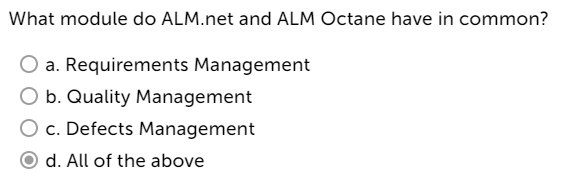 What module do ALM.net and ALM Octane have in common?
a. Requirements Management
b. Quality Management
c. Defects Management
d. All of the above